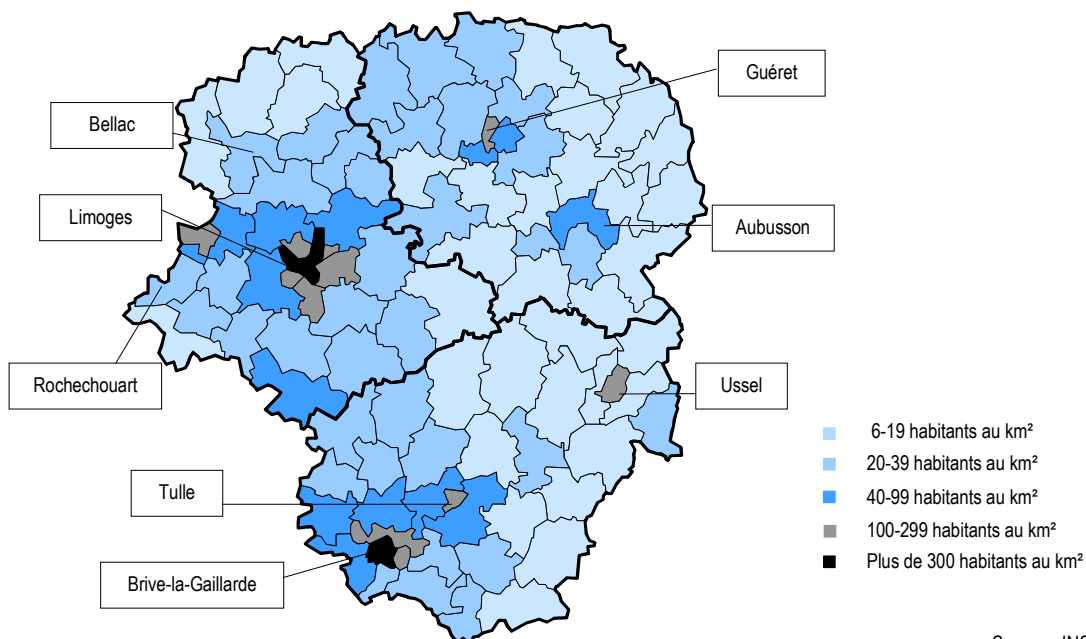 Guéret
Bellac
Limoges
Aubusson
Rochechouart
Ussel
6-19 habitants au km²
20-39 habitants au km²
Tulle
40-99 habitants au km²
100-299 habitants au km²
Plus de 300 habitants au km²
Brive-la-Gaillarde